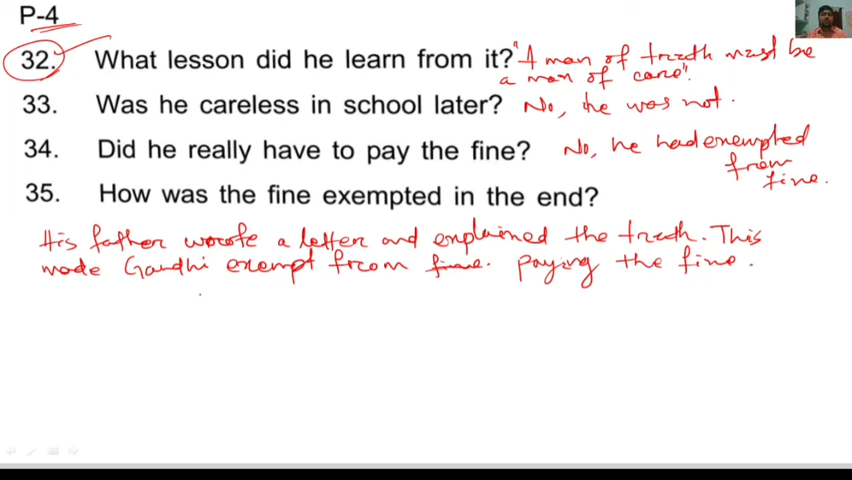 P-4
32. What lesson did he learn from it? "A man of truth must be
a man of care".
33. Was he careless in school later? No, he was not.
34. Did he really have to pay the fine? No, he had exempted
from
fine.
35. How was the fine exempted in the end?
His father wrote a letter and explained the truth. This
made Gandhi exempt from fine. paying the fine.